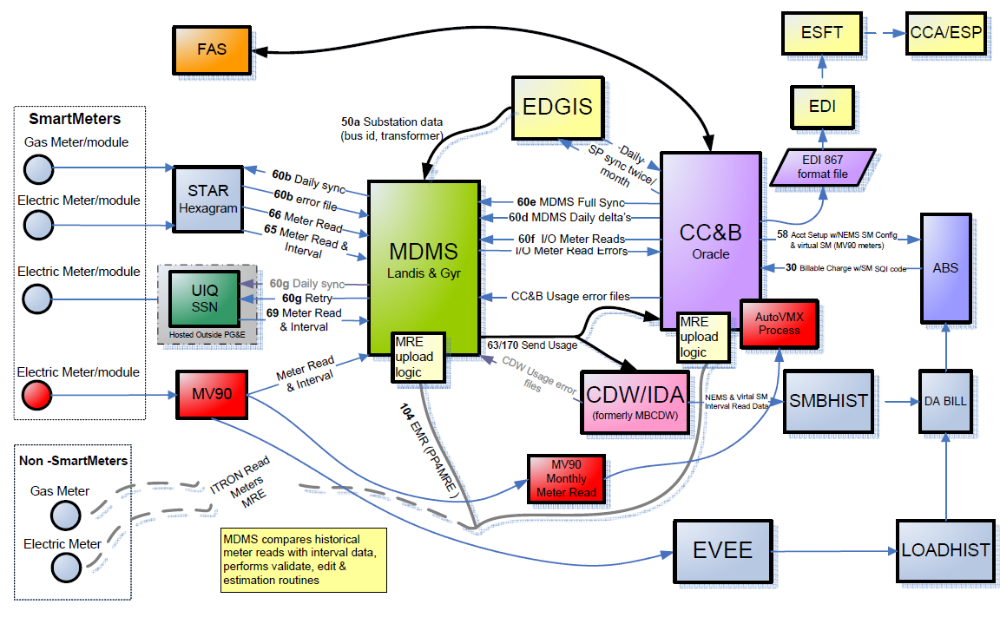 FAS
ESFT
CCA/ESP
EDGIS
EDI
SmartMeters
Gas Meter/module
Electric Meter/module
Electric Meter/module
Electric Meter/module
50a Substation data
(bus id, transformer)
-Daily-
SP sync twice/
month
EDI 867
format file
STAR
Hexagram
60b Daily sync
60b error file
66 Meter Read
65 Meter Read &
Interval
MDMS
Landis & Gyr
60e MDMS Full Sync
60d MDMS Daily delta's
60f I/O Meter Reads
I/O Meter Read Errors
CC&B Usage error files
CC&B
Oracle
58 Acct Setup w/NEMS SM Config
& virtual SM (MV90 meters)
30 Billable Charge w/SM SQI code
ABS
UIQ
SSN
Hosted Outside PG&E
60g Daily sync
60g Retry
69 Meter Read
& Interval
MRE
upload
logic
63/170 Send Usage
MRE
upload
logic
AutoVMX
Process
MV90
Meter Read
& Interval
CDW Usage error
files
CDW/IDA
(formerly MBCDW)
NEMS & Virtal SM
Interval Read Data
SMBHIST
DA BILL
104 EMR (PP4MRE )
Non -SmartMeters
Gas Meter
Electric Meter
ITRON Read
Meters
MRE
MV90
Monthly
Meter Read
MDMS compares historical
meter reads with interval data,
performs validate, edit &
estimation routines
EVEE
LOADHIST